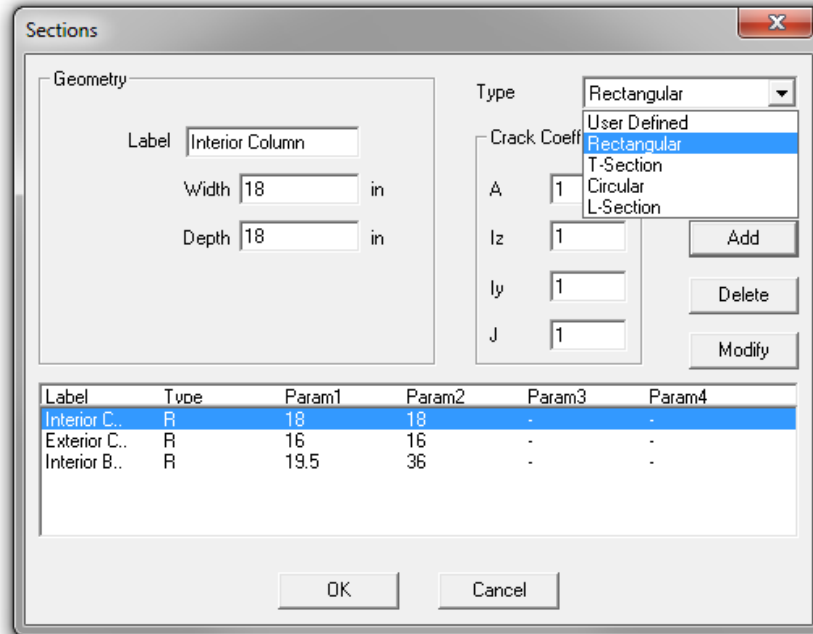 Sections
Geometry
Label Interior Column
Width 18 in
Depth 18 in
Type Rectangular
User Defined
Rectangular
T-Section
Circular
L-Section
Crack Coeff
A 1
Iz 1
Iy 1
J 1
Add
Delete
Modify
Label Type Param1 Param2 Param3 Param4
Interior C.. R 18 18 - -
Exterior C.. R 16 16 - -
Interior B.. R 19.5 36 - -
OK Cancel